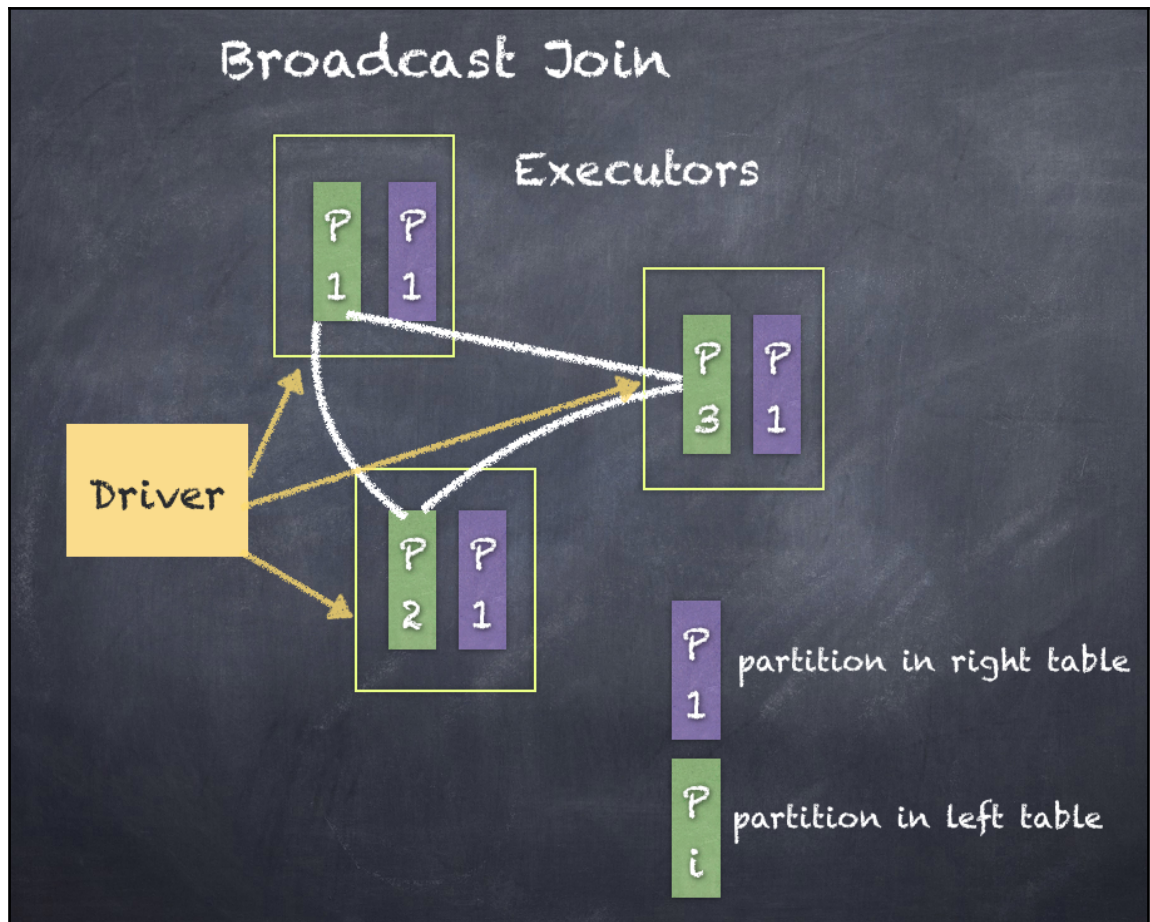 Broadcast Join
Executors
P
1
P
1
P
3
P
1
Driver
P
2
P
1
P
1
partition in right table
P
i
partition in left table